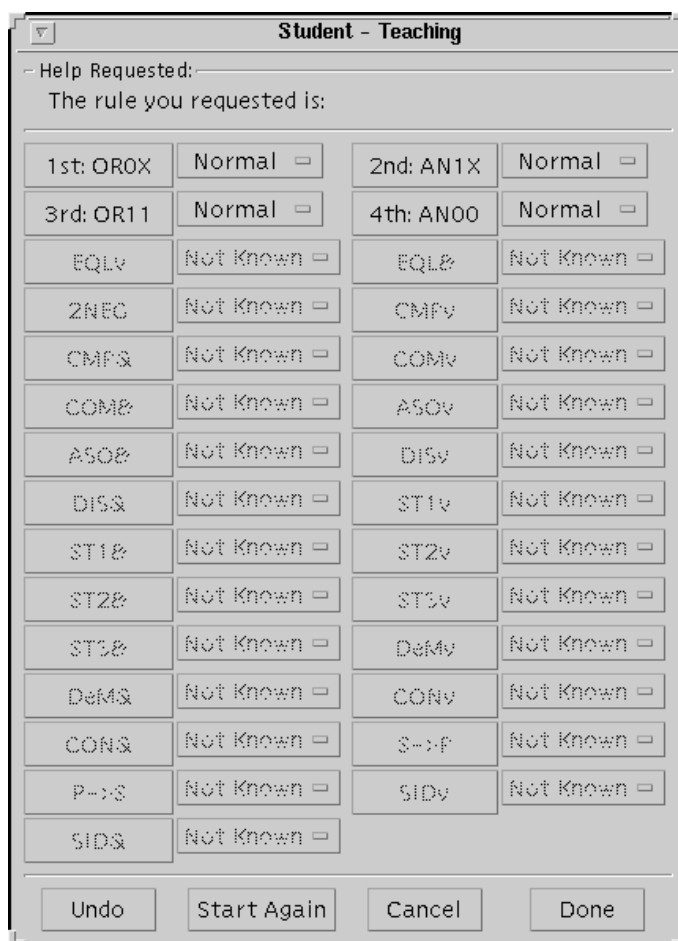 Student - Teaching
Help Requested:
The rule you requested is:
1st: OR0X Normal 2nd: AN1X Normal
3rd: OR11 Normal 4th: AN00 Normal
EQLv Not Known EQL& Not Known
2NEG Not Known CMPv Not Known
CMP& Not Known COMv Not Known
COM& Not Known ASOv Not Known
ASO& Not Known DISv Not Known
DIS& Not Known ST1v Not Known
ST1& Not Known ST2v Not Known
ST2& Not Known ST3v Not Known
ST3& Not Known DeMv Not Known
DeM& Not Known CONv Not Known
CON& Not Known S->P Not Known
P->S Not Known SIDv Not Known
SID& Not Known
Undo Start Again Cancel Done